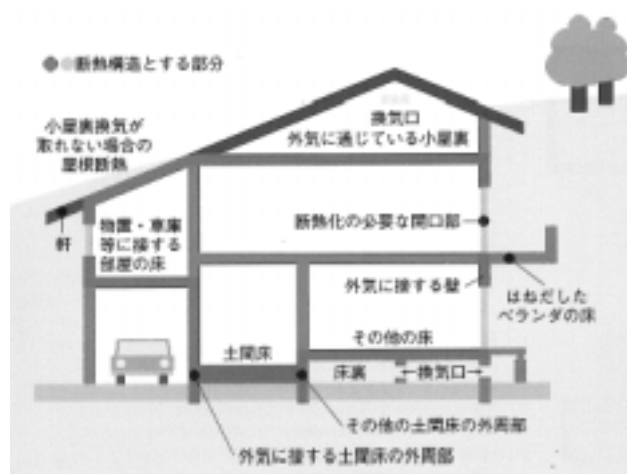 ●●断熱構造とする部分
小屋裏換気が
取れない場合の
屋根断熱
換気口
外気に通じている小屋裏
軒
物置・車庫
等に接する
部屋の床
断熱化の必要な開口部
外気に接する壁
はねだした
ベランダの床
土間床
その他の床
床裏
←換気口→
その他の土間床の外周部
外気に接する土間床の外周部